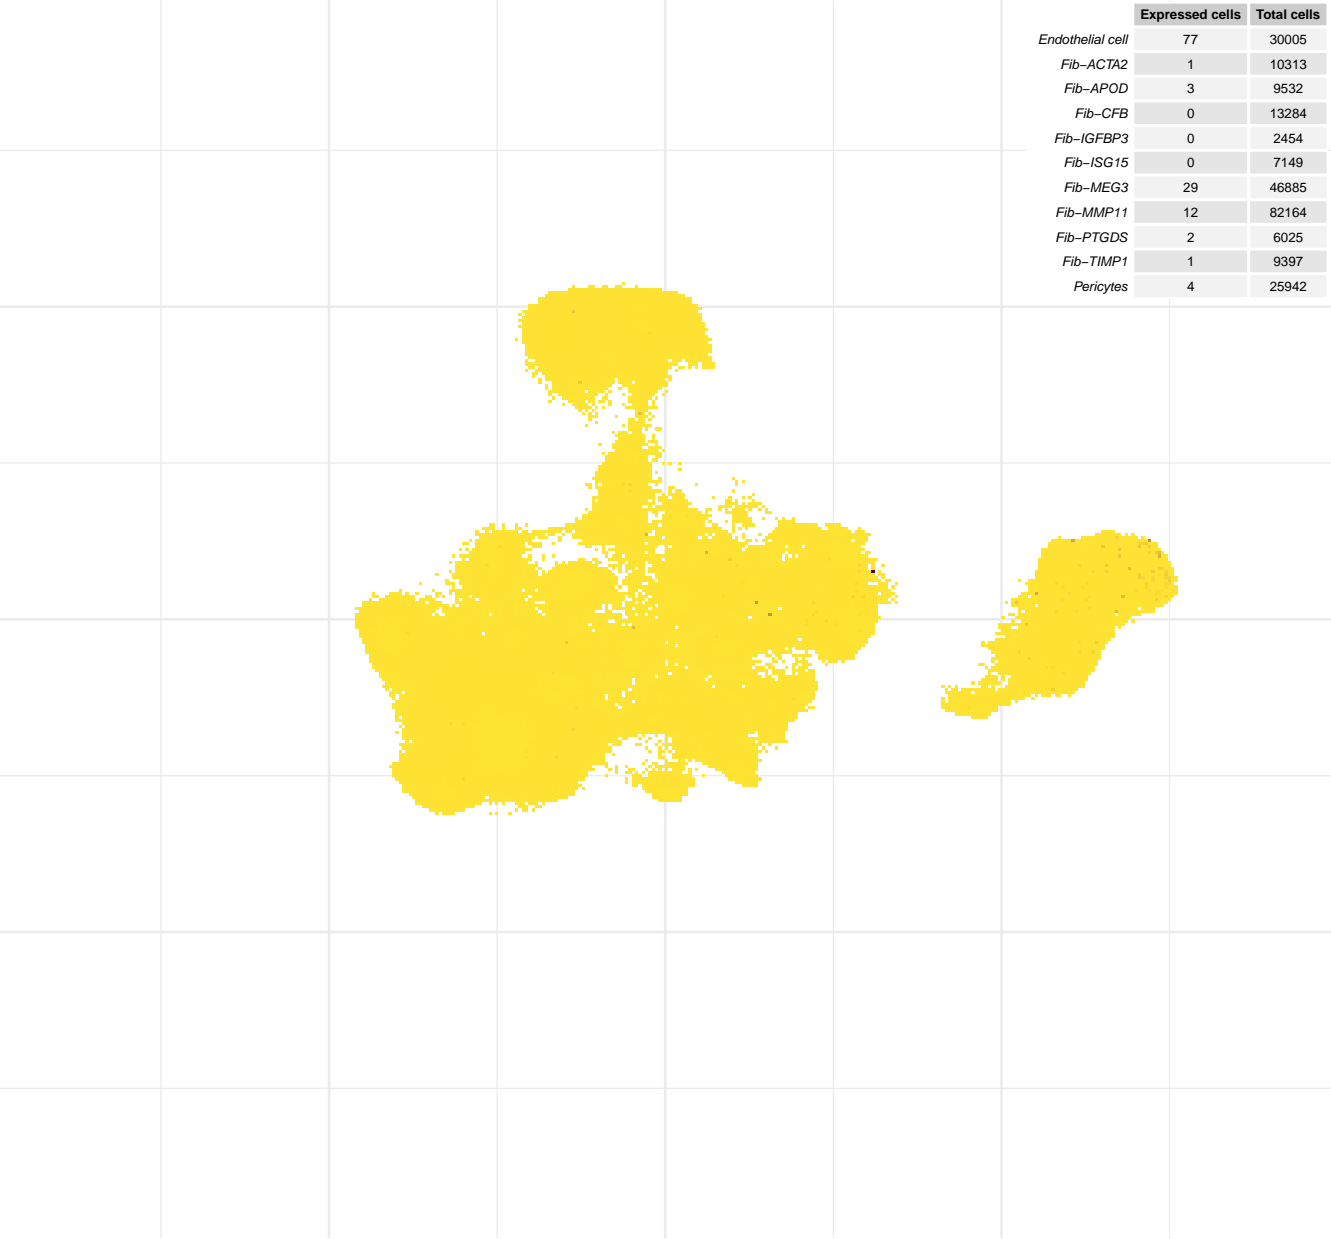 Expressed cells Total cells
Endothelial cell 77 30005
Fib−ACTA2 1 10313
Fib−APOD 3 9532
Fib−CFB 0 13284
Fib−IGFBP3 0 2454
Fib−ISG15 0 7149
Fib−MEG3 29 46885
Fib−MMP11 12 82164
Fib−PTGDS 2 6025
Fib−TIMP1 1 9397
Pericytes 4 25942